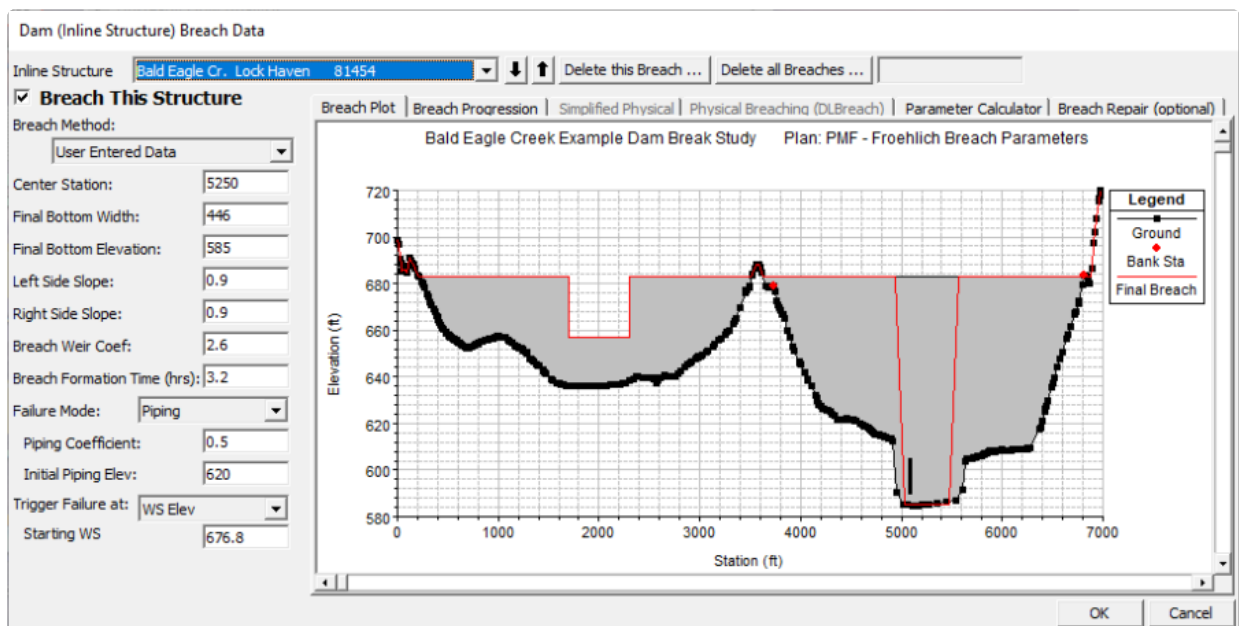 Dam (Inline Structure) Breach Data
Inline Structure Bald Eagle Cr. Lock Haven 81454 Delete this Breach ... Delete all Breaches ...
Breach This Structure
Breach Plot Breach Progression Simplified Physical Physical Breaching (DLBreach) Parameter Calculator Breach Repair (optional)
Breach Method:
User Entered Data
Center Station: 5250
Final Bottom Width: 446
Final Bottom Elevation: 585
Left Side Slope: 0.9
Right Side Slope: 0.9
Breach Weir Coef: 2.6
Breach Formation Time (hrs): 3.2
Failure Mode: Piping
Piping Coefficient: 0.5
Initial Piping Elev: 620
Trigger Failure at: WS Elev
Starting WS 676.8
Bald Eagle Creek Example Dam Break Study Plan: PMF - Froehlich Breach Parameters
720
700
680
660
640
620
600
580
Elevation (ft)
0 1000 2000 3000 4000 5000 6000 7000
Station (ft)
Legend
Ground
Bank Sta
Final Breach
OK Cancel